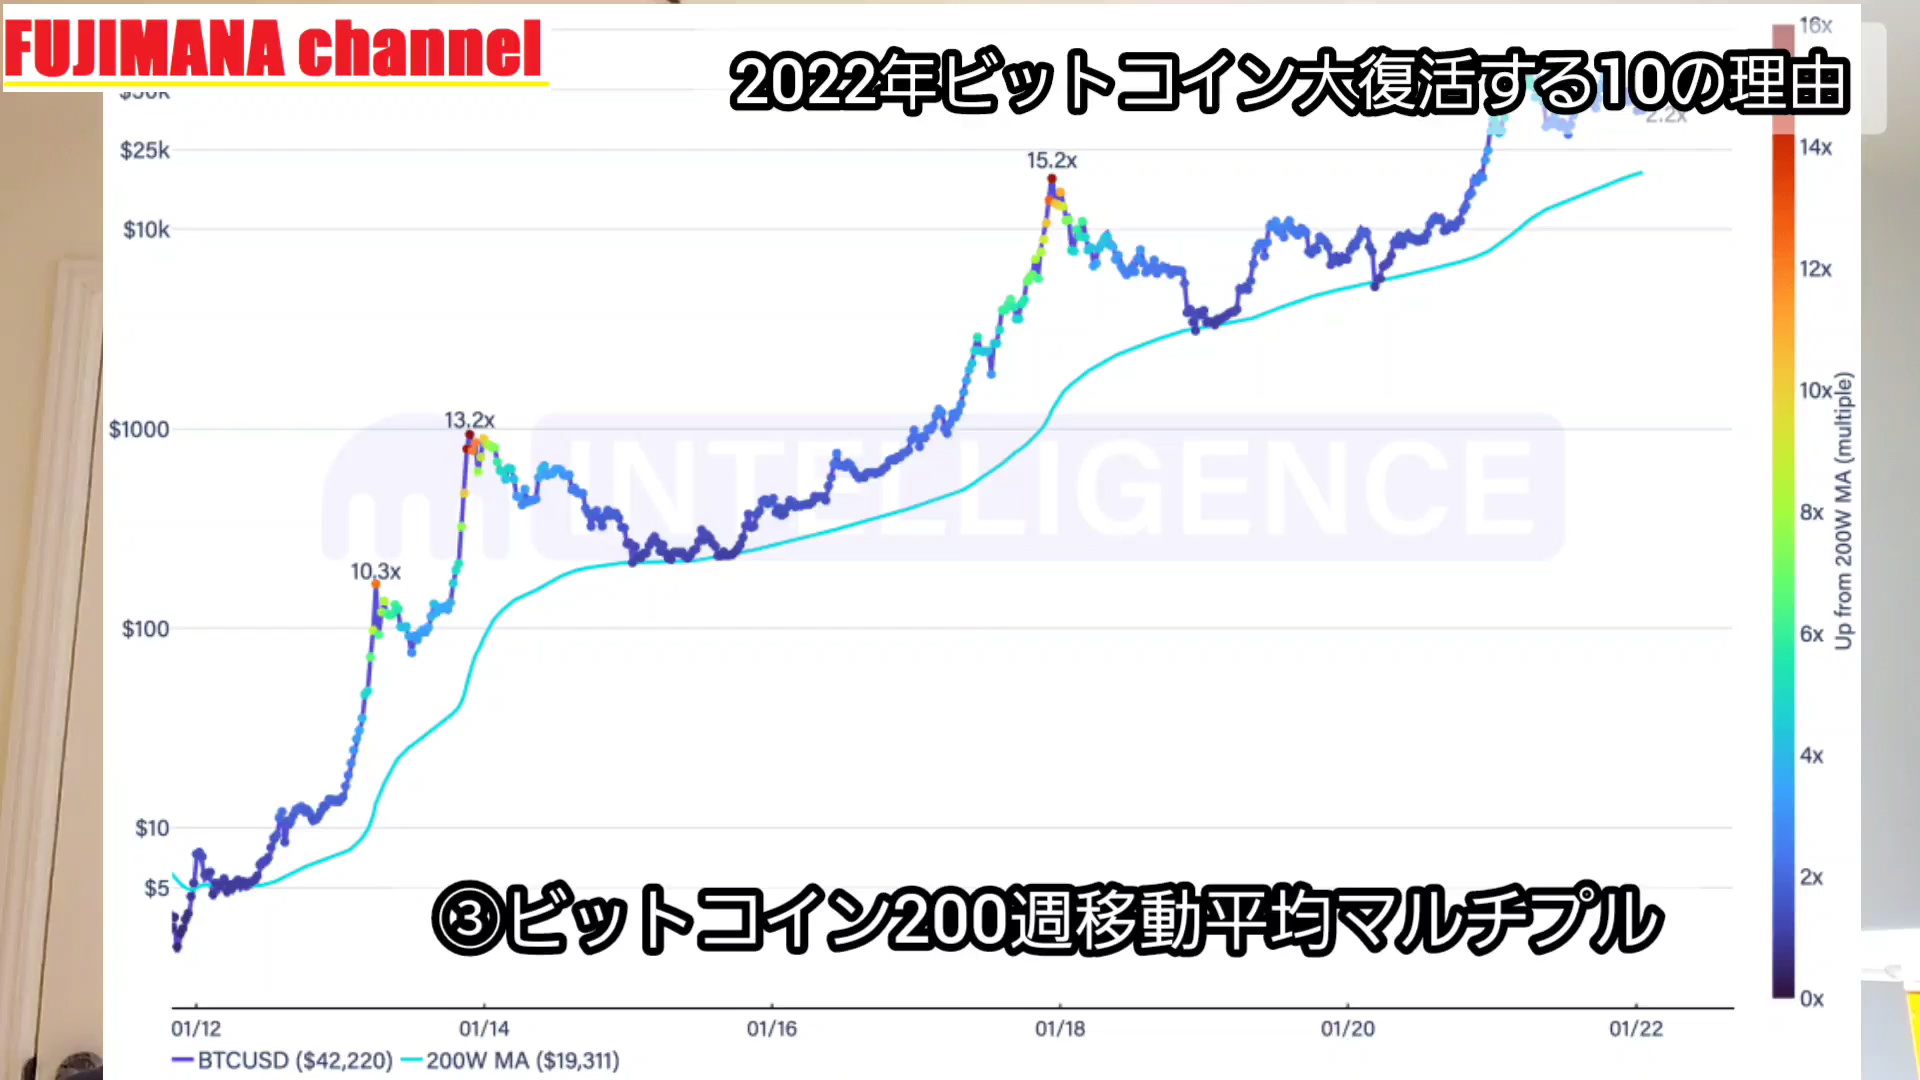 FUJIMANA channel
2022年ビットコイン大復活する10の理由
16x
2.2x
$25k
15.2x
14x
$10k
12x
10x
$1000
13.2x
INTELLIGENCE
8x
Up from 200W MA (multiple)
10.3x
$100
6x
4x
$10
2x
$5
③ビットコイン200週移動平均マルチプル
0x
01/12
01/14
01/16
01/18
01/20
01/22
BTCUSD ($42,220)
200W MA ($19,311)